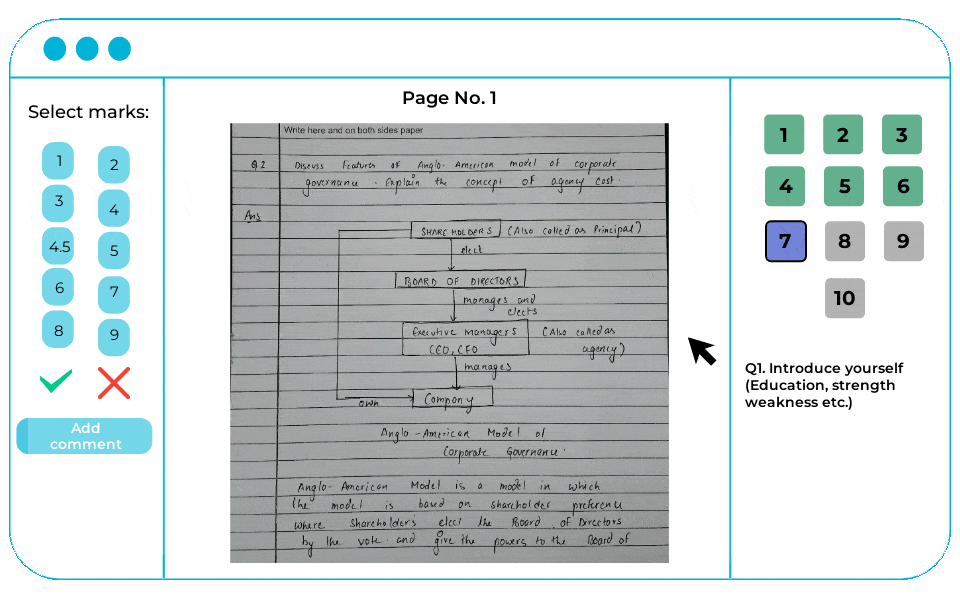 Select marks:
1
2
3
4
4.5
5
6
7
8
9
Add
comment
Page No. 1
Write here and on both sides paper
Q.2 Discuss Features of Anglo-American model of corporate
governance. Explain the concept of agency cost.
Ans
SHARE HOLDERS (Also called as Principal)
elect
BOARD OF DIRECTORS
manages and
elects
Executive managers (Also called as
CEO, CFO agency)
manages
own Company
Anglo-American Model of
Corporate Governance.
Anglo-American Model is a model in which
the model is based on shareholder preference
where shareholders elect the Board of Directors
by the vote and give the powers to the Board of
1 2 3
4 5 6
7 8 9
10
Q1. Introduce yourself
(Education, strength
weakness etc.)